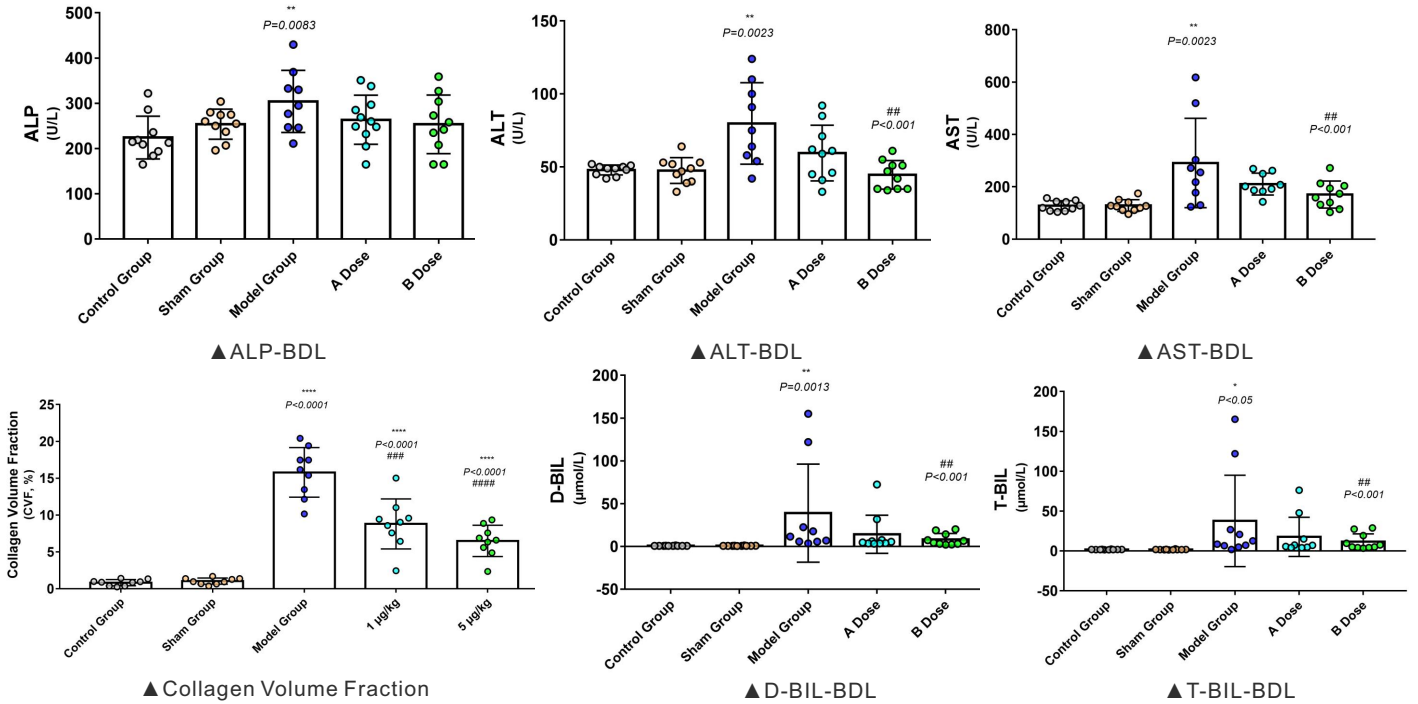 500
400
300
200
100
0
ALP
(U/L)
**
P=0.0083
Control Group
Sham Group
Model Group
A Dose
B Dose
▲ALP-BDL
150
100
50
0
ALT
(U/L)
**
P=0.0023
##
P<0.001
Control Group
Sham Group
Model Group
A Dose
B Dose
▲ALT-BDL
800
600
400
200
0
AST
(U/L)
**
P=0.0023
##
P<0.001
Control Group
Sham Group
Model Group
A Dose
B Dose
▲AST-BDL
25
20
15
10
5
0
Collagen Volume Fraction
(CVF, %)
****
P<0.0001
****
P<0.0001
###
****
P<0.0001
####
Control Group
Sham Group
Model Group
1 μg/kg
5 μg/kg
▲Collagen Volume Fraction
200
150
100
50
0
-50
D-BIL
(μmol/L)
**
P=0.0013
##
P<0.001
Control Group
Sham Group
Model Group
A Dose
B Dose
▲D-BIL-BDL
200
150
100
50
0
-50
T-BIL
(μmol/L)
*
P<0.05
##
P<0.001
Control Group
Sham Group
Model Group
A Dose
B Dose
▲T-BIL-BDL